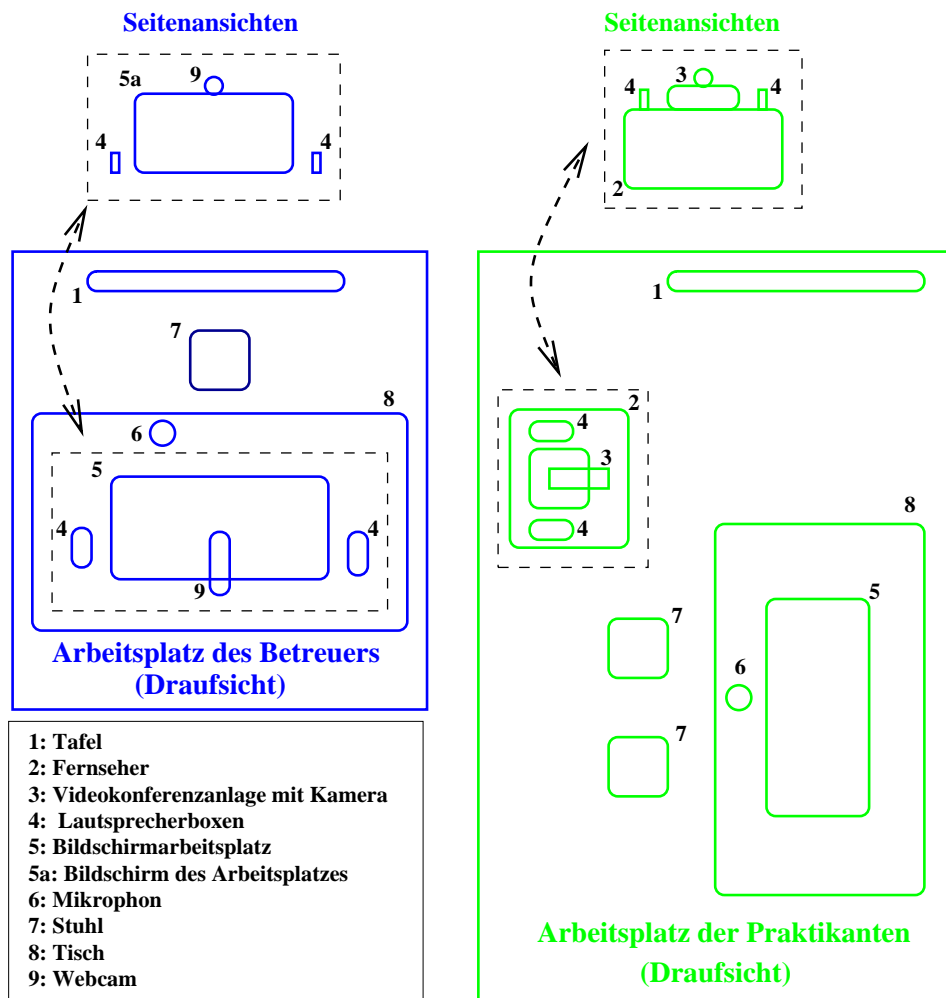 Seitenansichten
5a
9
4
4
1
7
8
6
5
4
4
9
Arbeitsplatz des Betreuers
(Draufsicht)
1: Tafel
2: Fernseher
3: Videokonferenzanlage mit Kamera
4: Lautsprecherboxen
5: Bildschirmarbeitsplatz
5a: Bildschirm des Arbeitsplatzes
6: Mikrophon
7: Stuhl
8: Tisch
9: Webcam
Seitenansichten
3
4
4
2
1
2
4
3
4
8
5
7
6
7
Arbeitsplatz der Praktikanten
(Draufsicht)